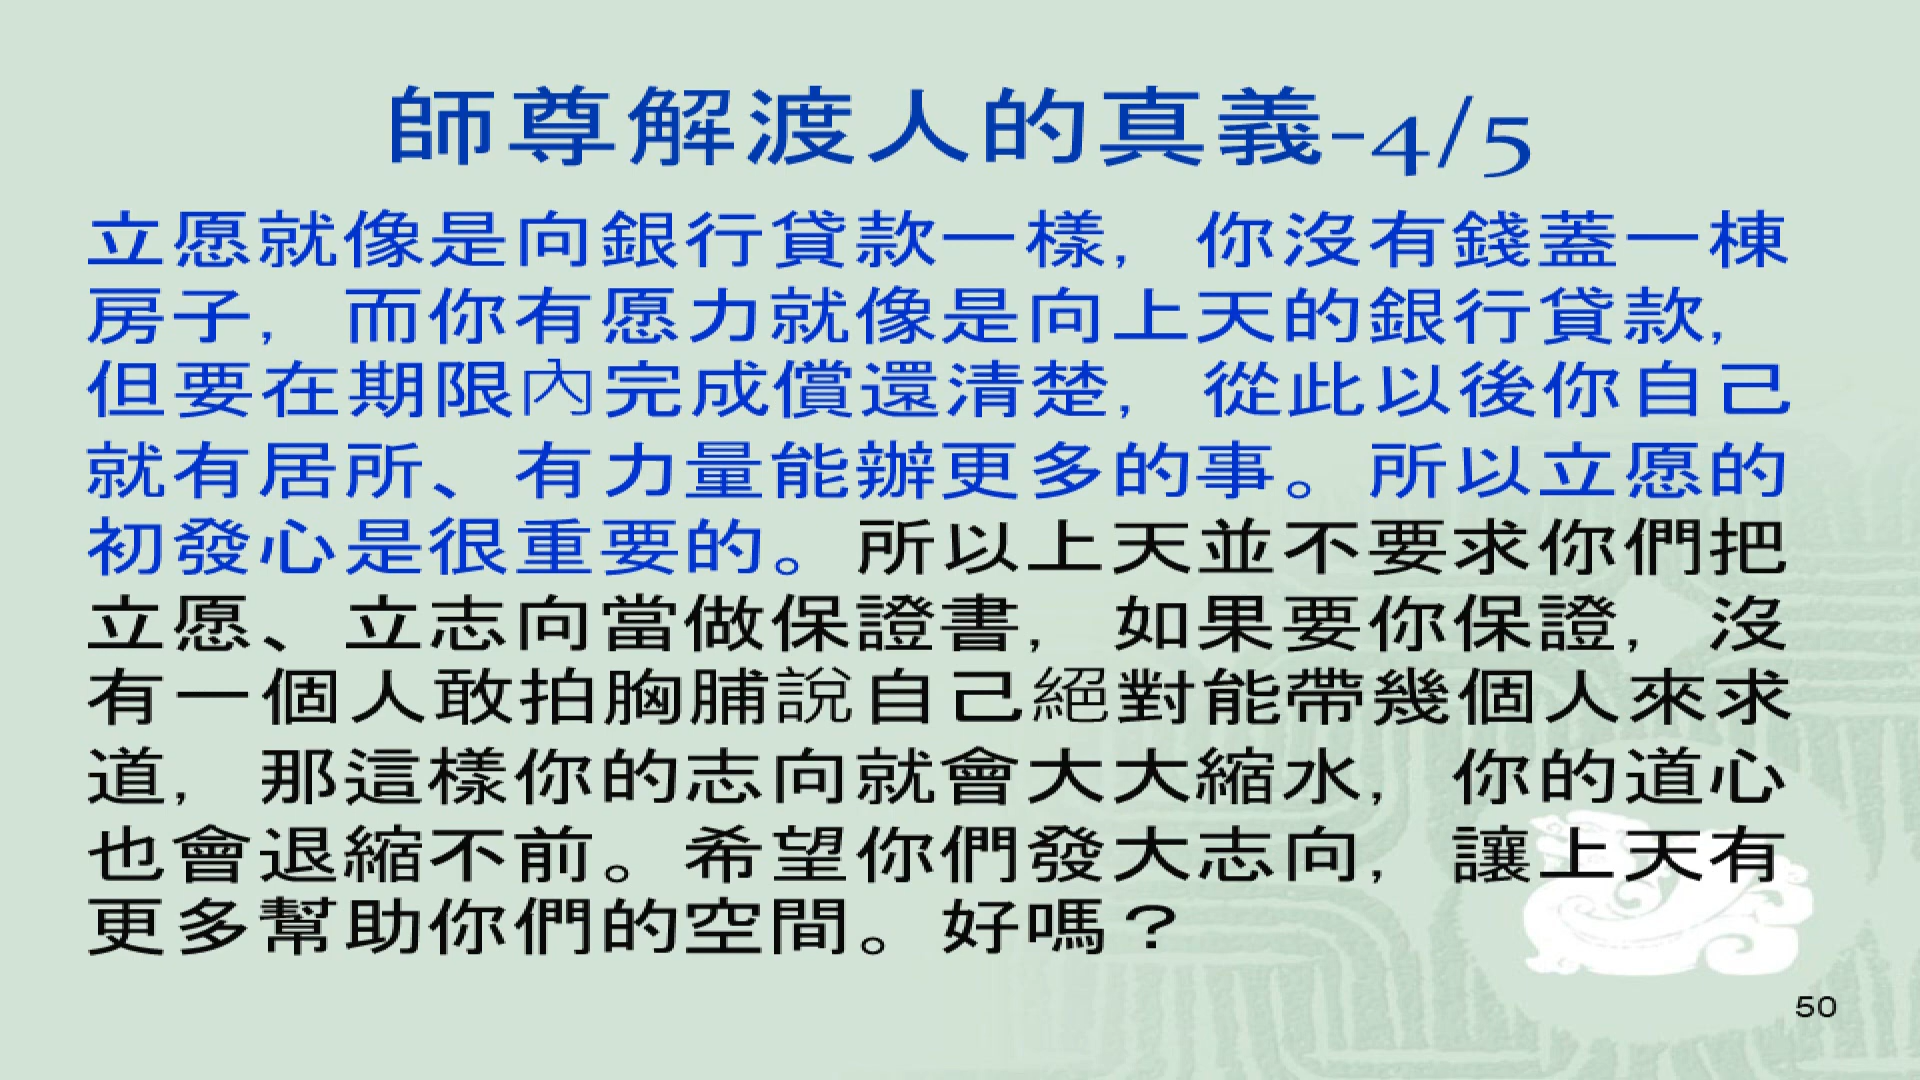 師尊解渡人的真義-4/5
立愿就像是向銀行貸款一樣，你沒有錢蓋一棟
房子，而你有愿力就像是向上天的銀行貸款，
但要在期限內完成償還清楚，從此以後你自己
就有居所、有力量能辦更多的事。所以立愿的
初發心是很重要的。所以上天並不要求你們把
立愿、立志向當做保證書，如果要你保證，沒
有一個人敢拍胸脯說自己絕對能帶幾個人來求
道，那這樣你的志向就會大大縮水，你的道心
也會退縮不前。希望你們發大志向，讓上天有
更多幫助你們的空間。好嗎？
50